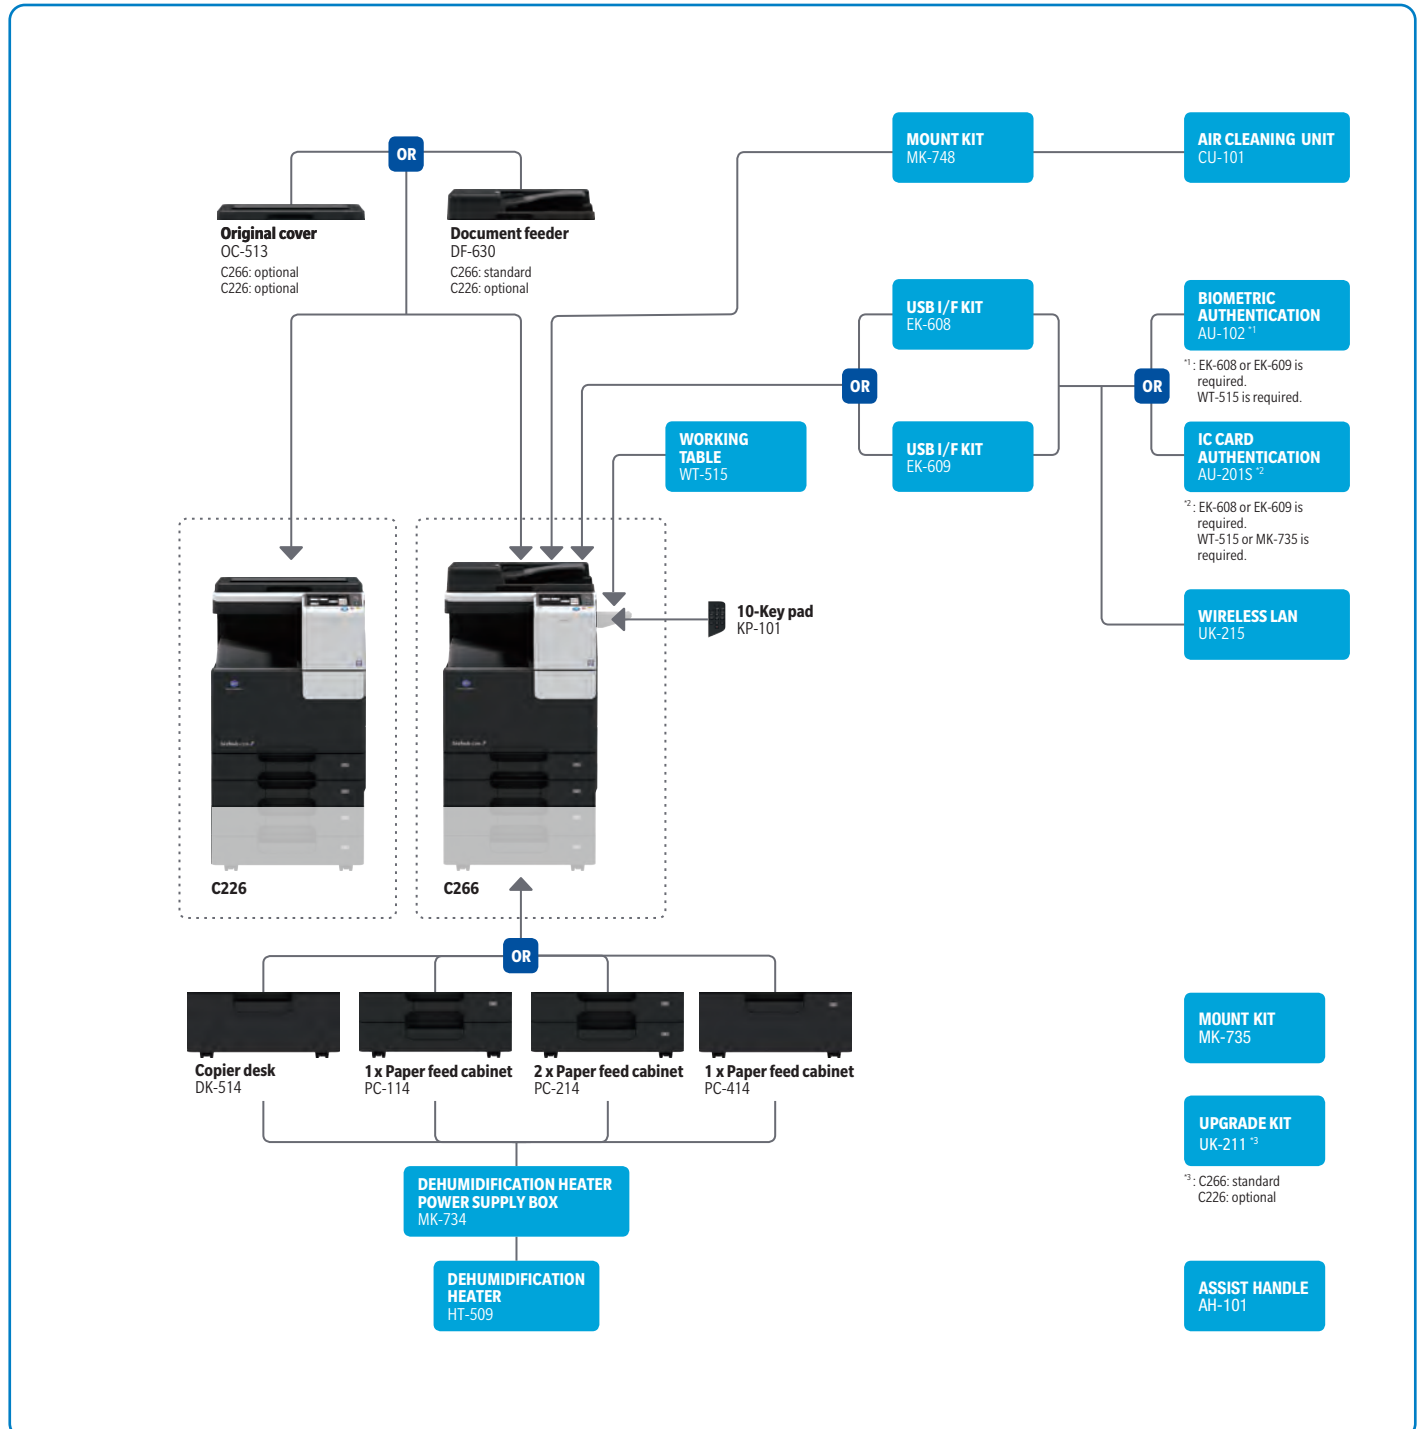 OR
Original cover
OC-513
C266: optional
C226: optional
Document feeder
DF-630
C266: standard
C226: optional
MOUNT KIT
MK-748
AIR CLEANING UNIT
CU-101
USB I/F KIT
EK-608
OR
USB I/F KIT
EK-609
BIOMETRIC
AUTHENTICATION
AU-102 *1
*1: EK-608 or EK-609 is
required.
WT-515 is required.
OR
IC CARD
AUTHENTICATION
AU-201S *2
*2: EK-608 or EK-609 is
required.
WT-515 or MK-735 is
required.
WORKING
TABLE
WT-515
WIRELESS LAN
UK-215
10-Key pad
KP-101
C226
C266
OR
Copier desk
DK-514
1 x Paper feed cabinet
PC-114
2 x Paper feed cabinet
PC-214
1 x Paper feed cabinet
PC-414
DEHUMIDIFICATION HEATER
POWER SUPPLY BOX
MK-734
DEHUMIDIFICATION
HEATER
HT-509
MOUNT KIT
MK-735
UPGRADE KIT
UK-211 *3
*3: C266: standard
C226: optional
ASSIST HANDLE
AH-101